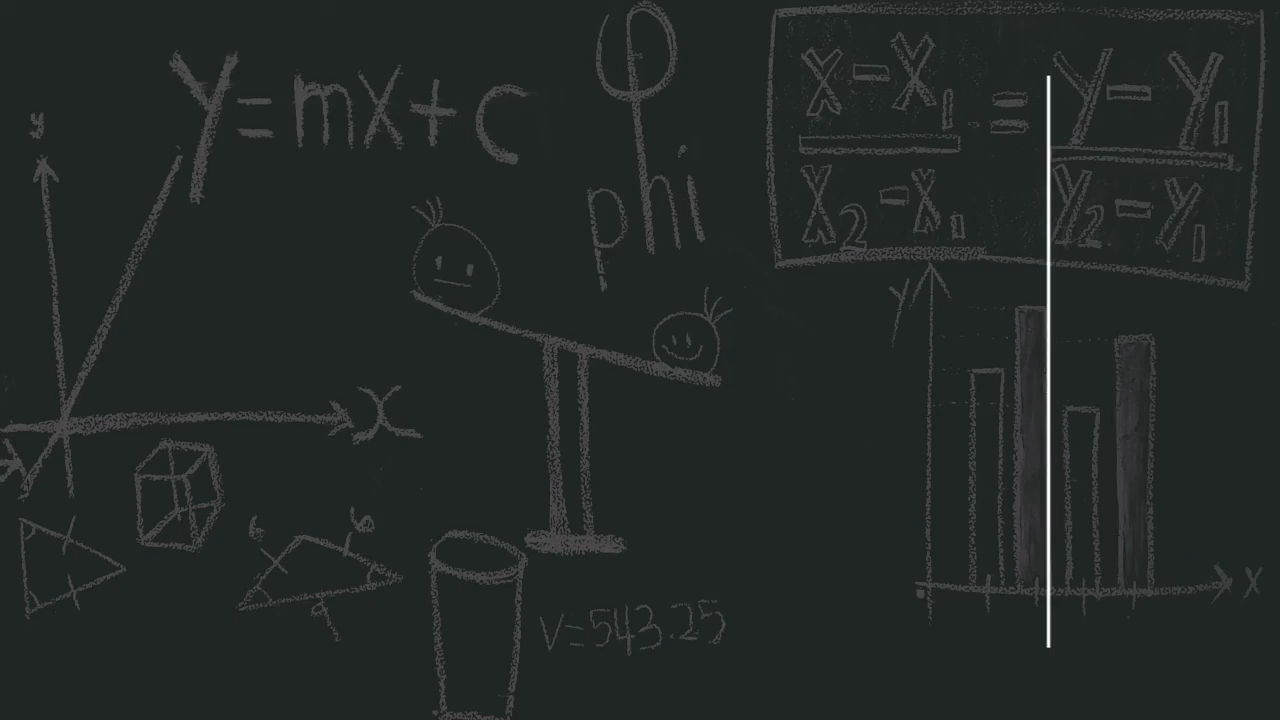 y
Y=mX+C
φ
phi
X-X₁/X₂-X₁ = Y-Y₁/Y₂-Y₁
X
Y
X
V=543.25